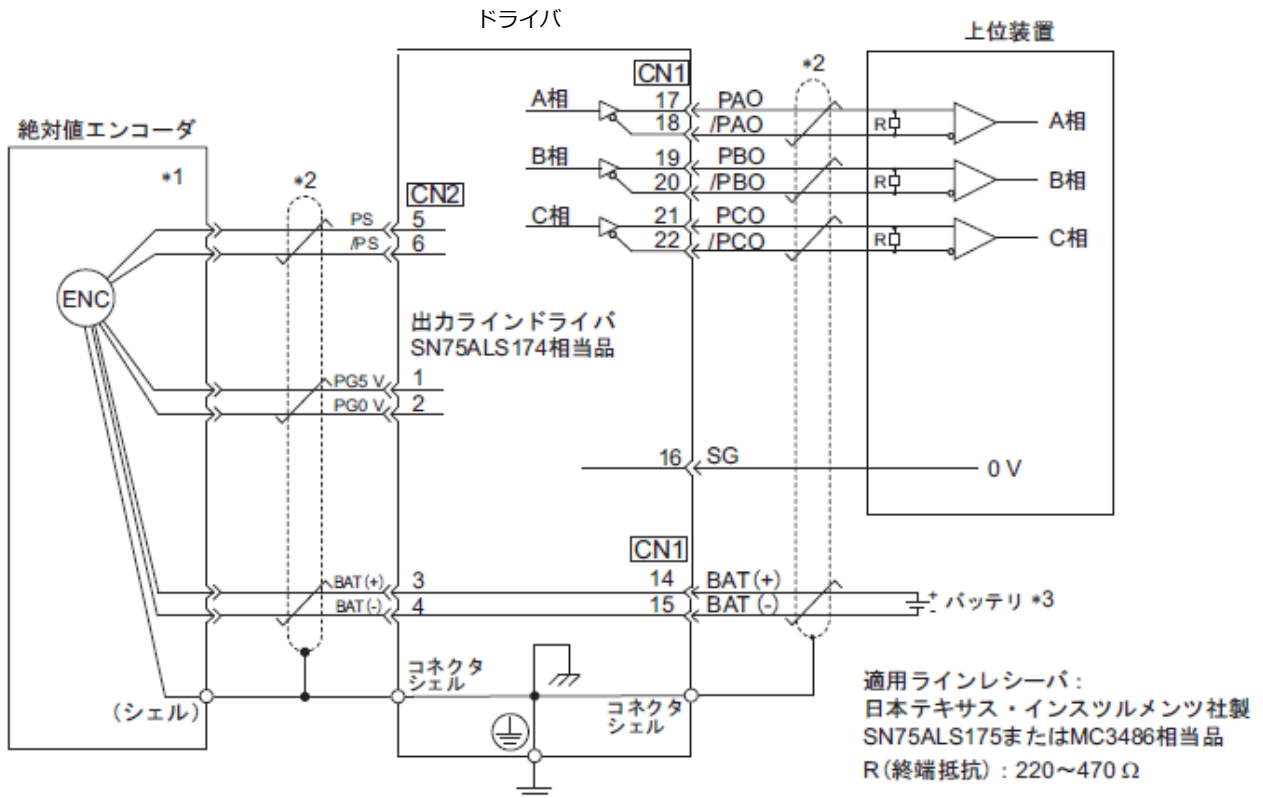 ドライバ
上位装置
絶対値エンコーダ
*1
*2
CN2
PS 5
/PS 6
ENC
PG5 V 1
PG0 V 2
BAT(+) 3
BAT(-) 4
(シェル)
コネクタ
シェル
出力ラインドライバ
SN75ALS174相当品
CN1
*2
A相 17 PAO
18 /PAO
R
A相
B相 19 PBO
20 /PBO
R
B相
C相 21 PCO
22 /PCO
R
C相
16 SG
0 V
CN1
14 BAT(+)
15 BAT(-)
+
-
バッテリ *3
コネクタ
シェル
適用ラインレシーバ:
日本テキサス・インスツルメンツ社製
SN75ALS175またはMC3486相当品
R(終端抵抗):220~470 Ω